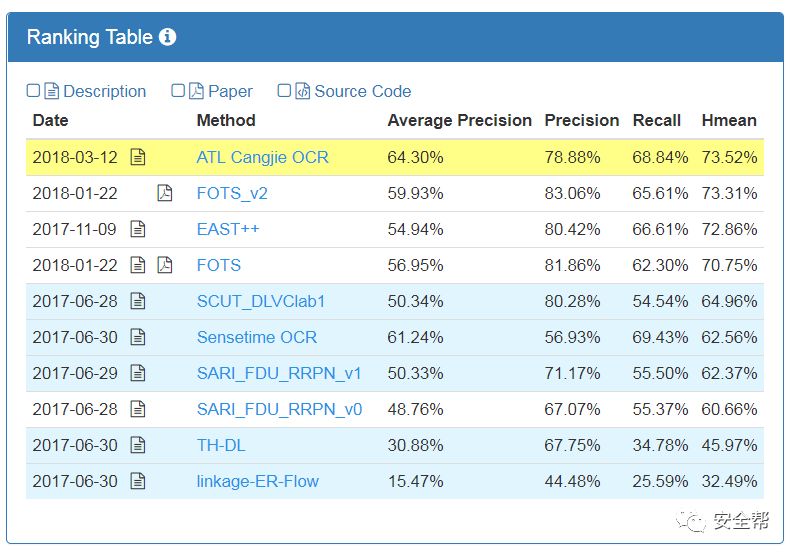 Ranking Table
Description Paper Source Code
Date Method Average Precision Precision Recall Hmean
2018-03-12 ATL Cangjie OCR 64.30% 78.88% 68.84% 73.52%
2018-01-22 FOTS_v2 59.93% 83.06% 65.61% 73.31%
2017-11-09 EAST++ 54.94% 80.42% 66.61% 72.86%
2018-01-22 FOTS 56.95% 81.86% 62.30% 70.75%
2017-06-28 SCUT_DLVClab1 50.34% 80.28% 54.54% 64.96%
2017-06-30 Sensetime OCR 61.24% 56.93% 69.43% 62.56%
2017-06-29 SARI_FDU_RRPN_v1 50.33% 71.17% 55.50% 62.37%
2017-06-28 SARI_FDU_RRPN_v0 48.76% 67.07% 55.37% 60.66%
2017-06-30 TH-DL 30.88% 67.75% 34.78% 45.97%
2017-06-30 linkage-ER-Flow 15.47% 44.48% 25.59% 32.49%
安全帮